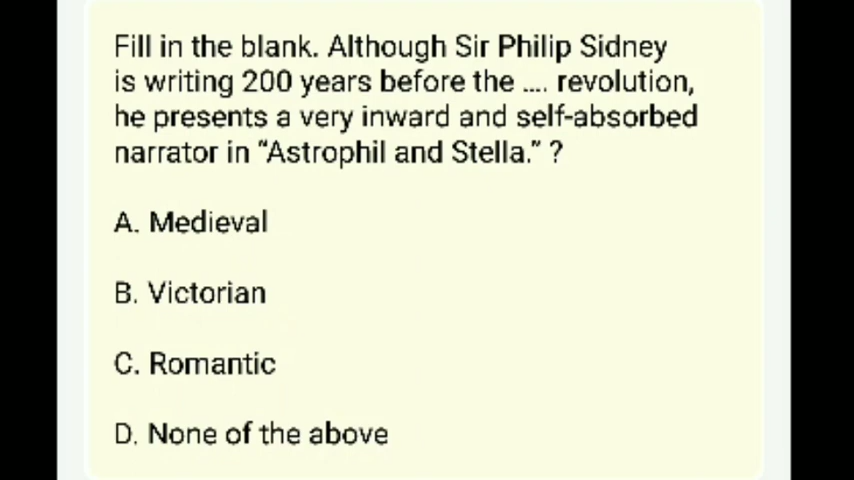 Fill in the blank. Although Sir Philip Sidney
is writing 200 years before the .... revolution,
he presents a very inward and self-absorbed
narrator in “Astrophil and Stella.” ?
A. Medieval
B. Victorian
C. Romantic
D. None of the above